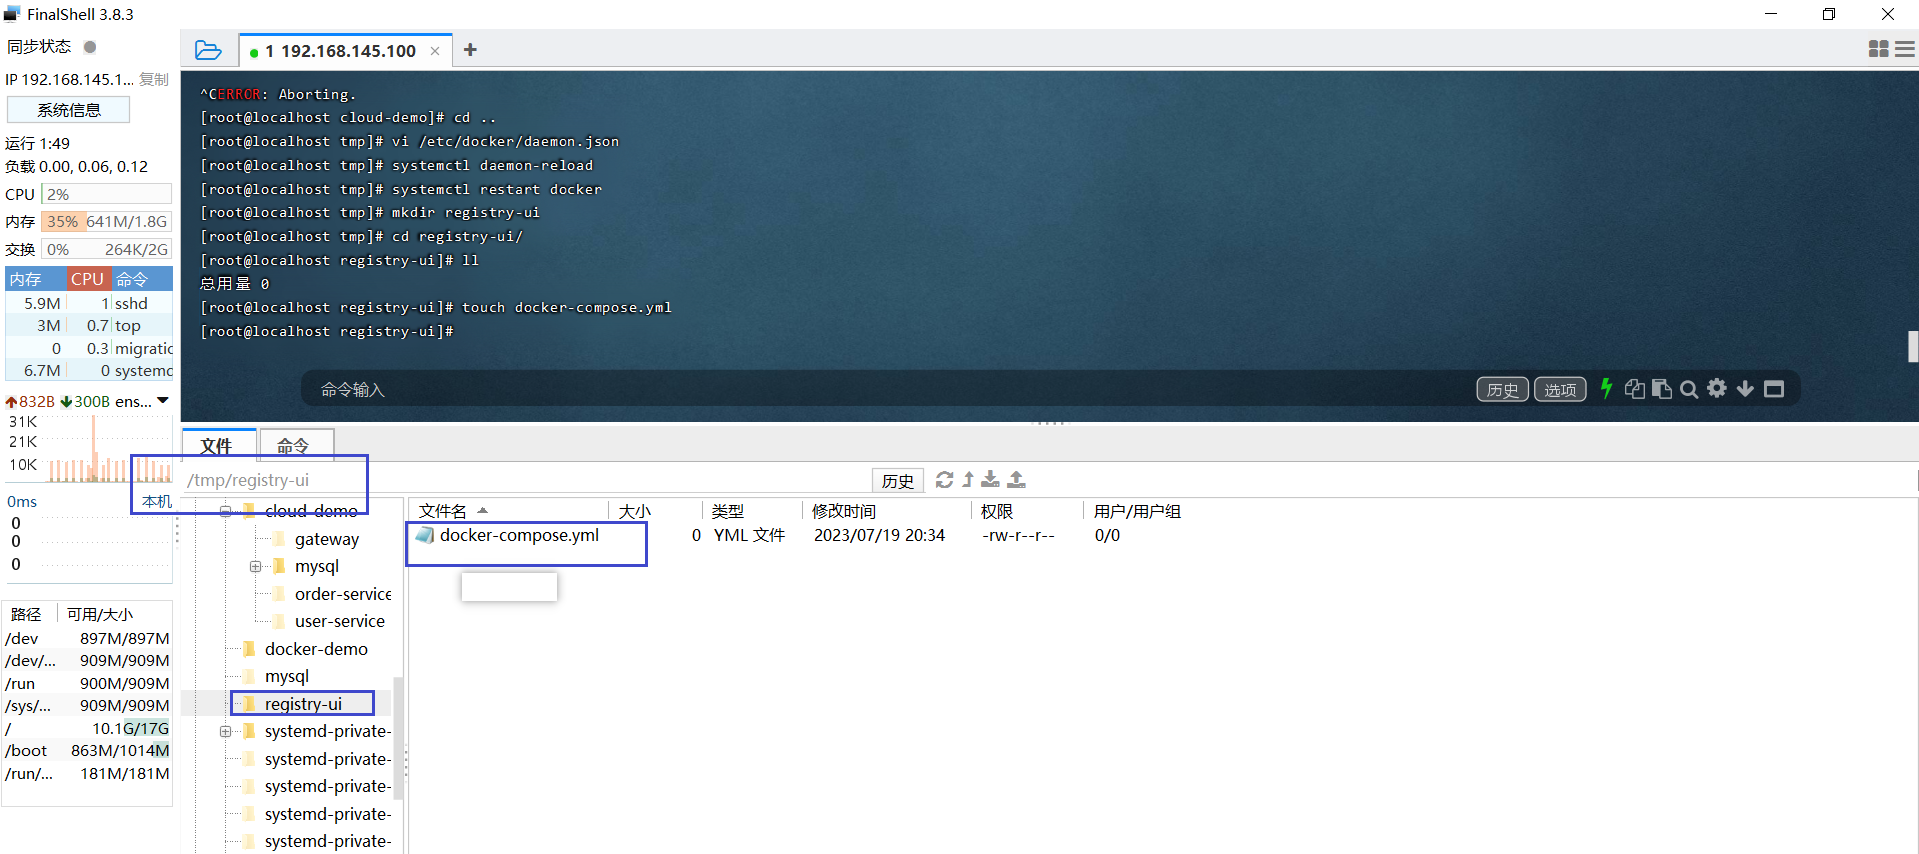 FinalShell 3.8.3
同步状态
IP 192.168.145.1... 复制
系统信息
运行 1:49
负载 0.00, 0.06, 0.12
CPU 2%
内存 35% 641M/1.8G
交换 0% 264K/2G
内存 CPU 命令
5.9M 1 sshd
3M 0.7 top
0 0.3 migratic
6.7M 0 systemd
832B 300B ens...
31K
21K
10K
0ms 本机
0
0
0
路径 可用/大小
/dev 897M/897M
/dev/... 909M/909M
/run 900M/909M
/sys/... 909M/909M
/ 10.1G/17G
/boot 863M/1014M
/run/... 181M/181M
1 192.168.145.100 × +
^CERROR: Aborting.
[root@localhost cloud-demo]# cd ..
[root@localhost tmp]# vi /etc/docker/daemon.json
[root@localhost tmp]# systemctl daemon-reload
[root@localhost tmp]# systemctl restart docker
[root@localhost tmp]# mkdir registry-ui
[root@localhost tmp]# cd registry-ui/
[root@localhost registry-ui]# ll
总用量 0
[root@localhost registry-ui]# touch docker-compose.yml
[root@localhost registry-ui]#
命令输入 历史 选项
文件 命令
/tmp/registry-ui 历史
cloud-demo
gateway
mysql
order-service
user-service
docker-demo
mysql
registry-ui
systemd-private-
systemd-private-
systemd-private-
systemd-private-
systemd-private-
文件名 大小 类型 修改时间 权限 用户/用户组
docker-compose.yml 0 YML 文件 2023/07/19 20:34 -rw-r--r-- 0/0